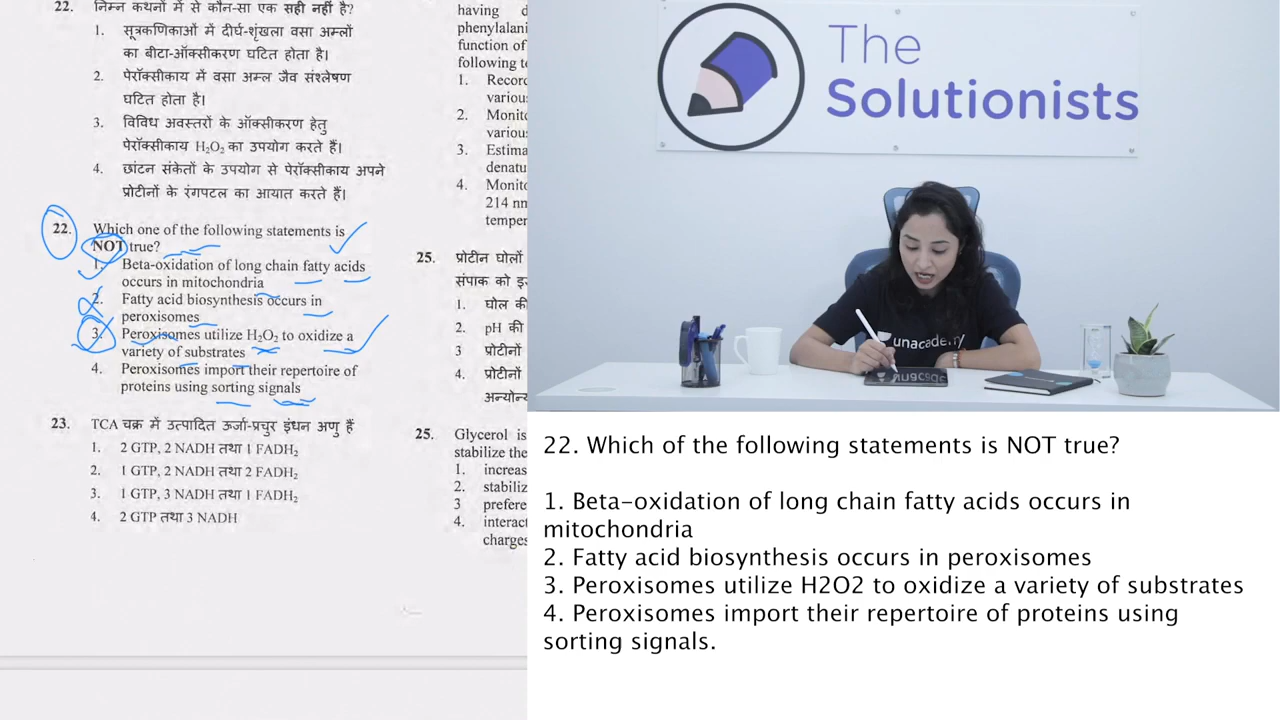 22. निम्न कथनों में से कौन-सा एक सही नहीं है?
1. सूत्रकणिकाओं में दीर्घ-शृंखला वसा अम्लों
का बीटा-ऑक्सीकरण घटित होता है।
2. पेरॉक्सीकाय में वसा अम्ल जैव संश्लेषण
घटित होता है।
3. विविध अवस्तरों के ऑक्सीकरण हेतु
पेरॉक्सीकाय H₂O₂ का उपयोग करते हैं।
4. छांटन संकेतों के उपयोग से पेरॉक्सीकाय अपने
प्रोटीनों के रंगपटल का आयात करते हैं।
22. Which one of the following statements is
NOT true?
1. Beta-oxidation of long chain fatty acids
occurs in mitochondria
2. Fatty acid biosynthesis occurs in
peroxisomes
3. Peroxisomes utilize H₂O₂ to oxidize a
variety of substrates
4. Peroxisomes import their repertoire of
proteins using sorting signals
23. TCA चक्र में उत्पादित ऊर्जा-प्रचुर इंधन अणु हैं
1. 2 GTP, 2 NADH तथा 1 FADH₂
2. 1 GTP, 2 NADH तथा 2 FADH₂
3. 1 GTP, 3 NADH तथा 1 FADH₂
4. 2 GTP तथा 3 NADH
having
phenylalani
function of
following te
1. Recor
variou
2. Monit
variou
3. Estima
denatu
4. Monit
214 nm
temper
25. प्रोटीन घोलों
संपाक को इ
1. घोल की
2. pH की
3 प्रोटीनों
4. प्रोटीनों
अन्योन्य
25. Glycerol is
stabilize the
1. increas
2. stabiliz
3 prefere
4. interact
charges
The
Solutionists
unacademy
22. Which of the following statements is NOT true?
1. Beta-oxidation of long chain fatty acids occurs in
mitochondria
2. Fatty acid biosynthesis occurs in peroxisomes
3. Peroxisomes utilize H2O2 to oxidize a variety of substrates
4. Peroxisomes import their repertoire of proteins using
sorting signals.